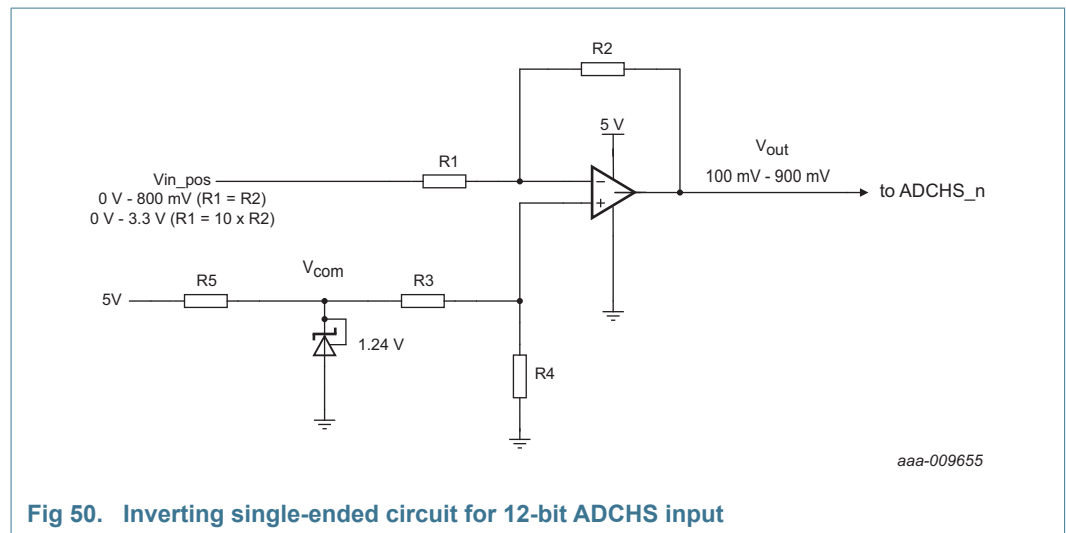 R2
5 V
Vout
R1
100 mV - 900 mV
Vin_pos
to ADCHS_n
0 V - 800 mV (R1 = R2)
0 V - 3.3 V (R1 = 10 x R2)
−
+
Vcom
R5
R3
5V
1.24 V
R4
aaa-009655
Fig 50. Inverting single-ended circuit for 12-bit ADCHS input